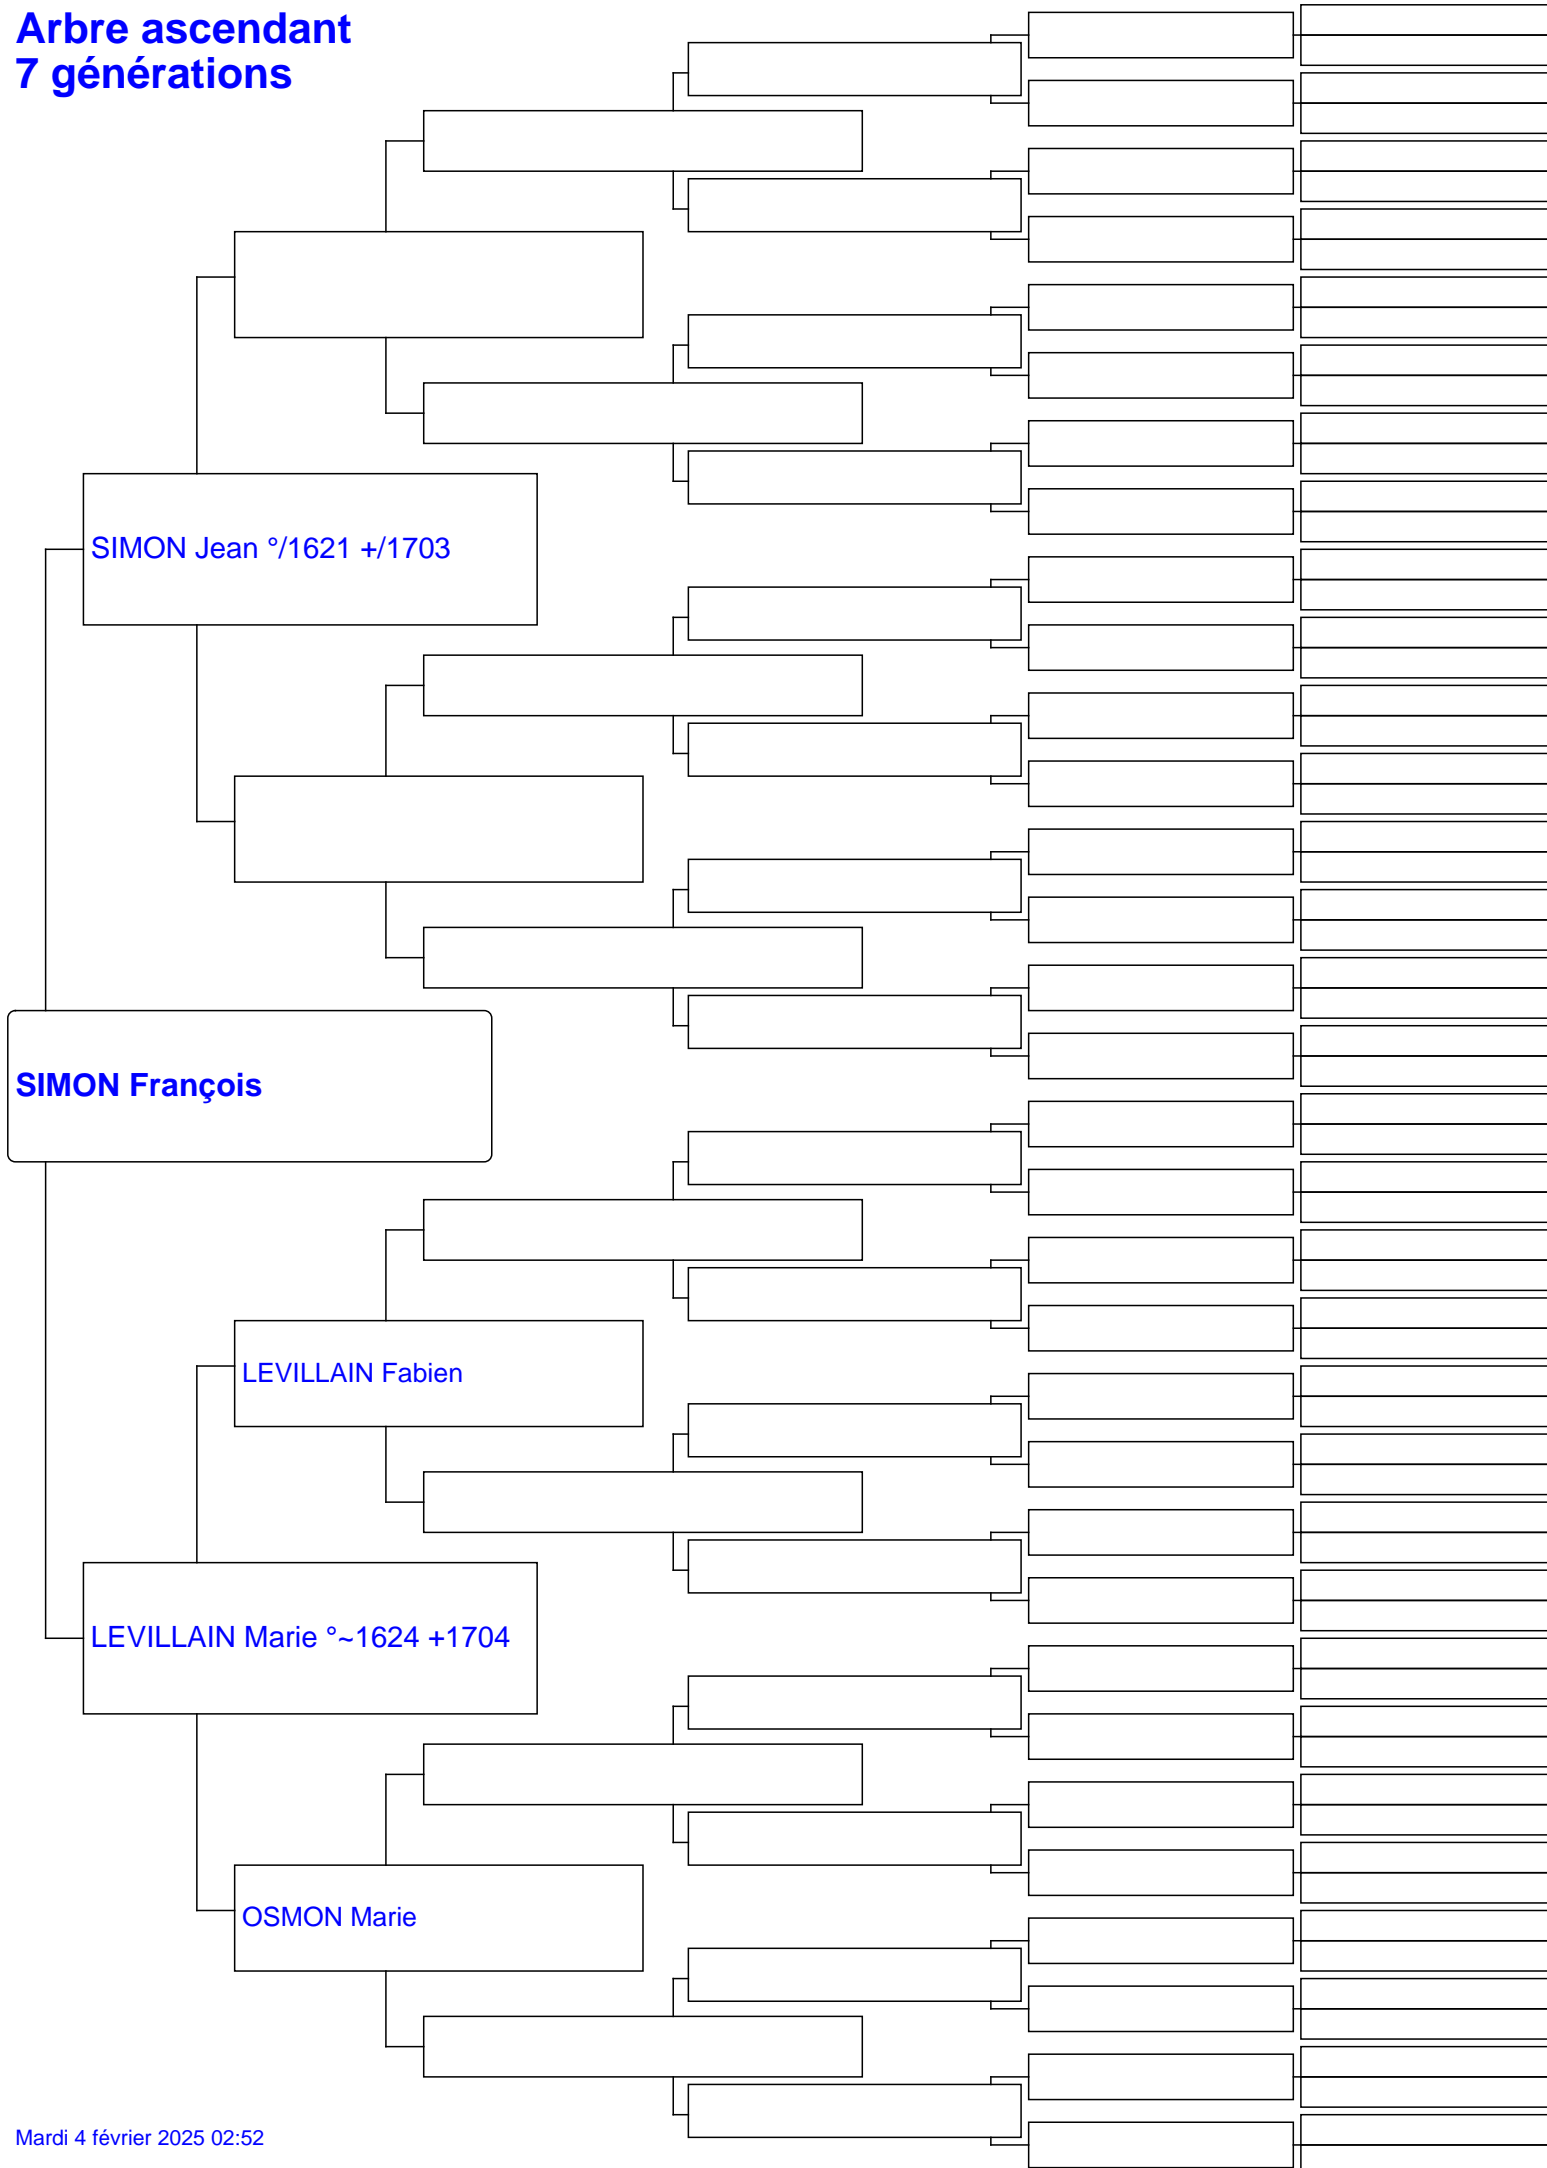 Arbre ascendant
7 générations
SIMON Jean °/1621 +/1703
SIMON François
LEVILLAIN Fabien
LEVILLAIN Marie °~1624 +1704
OSMON Marie
Mardi 4 février 2025 02:52